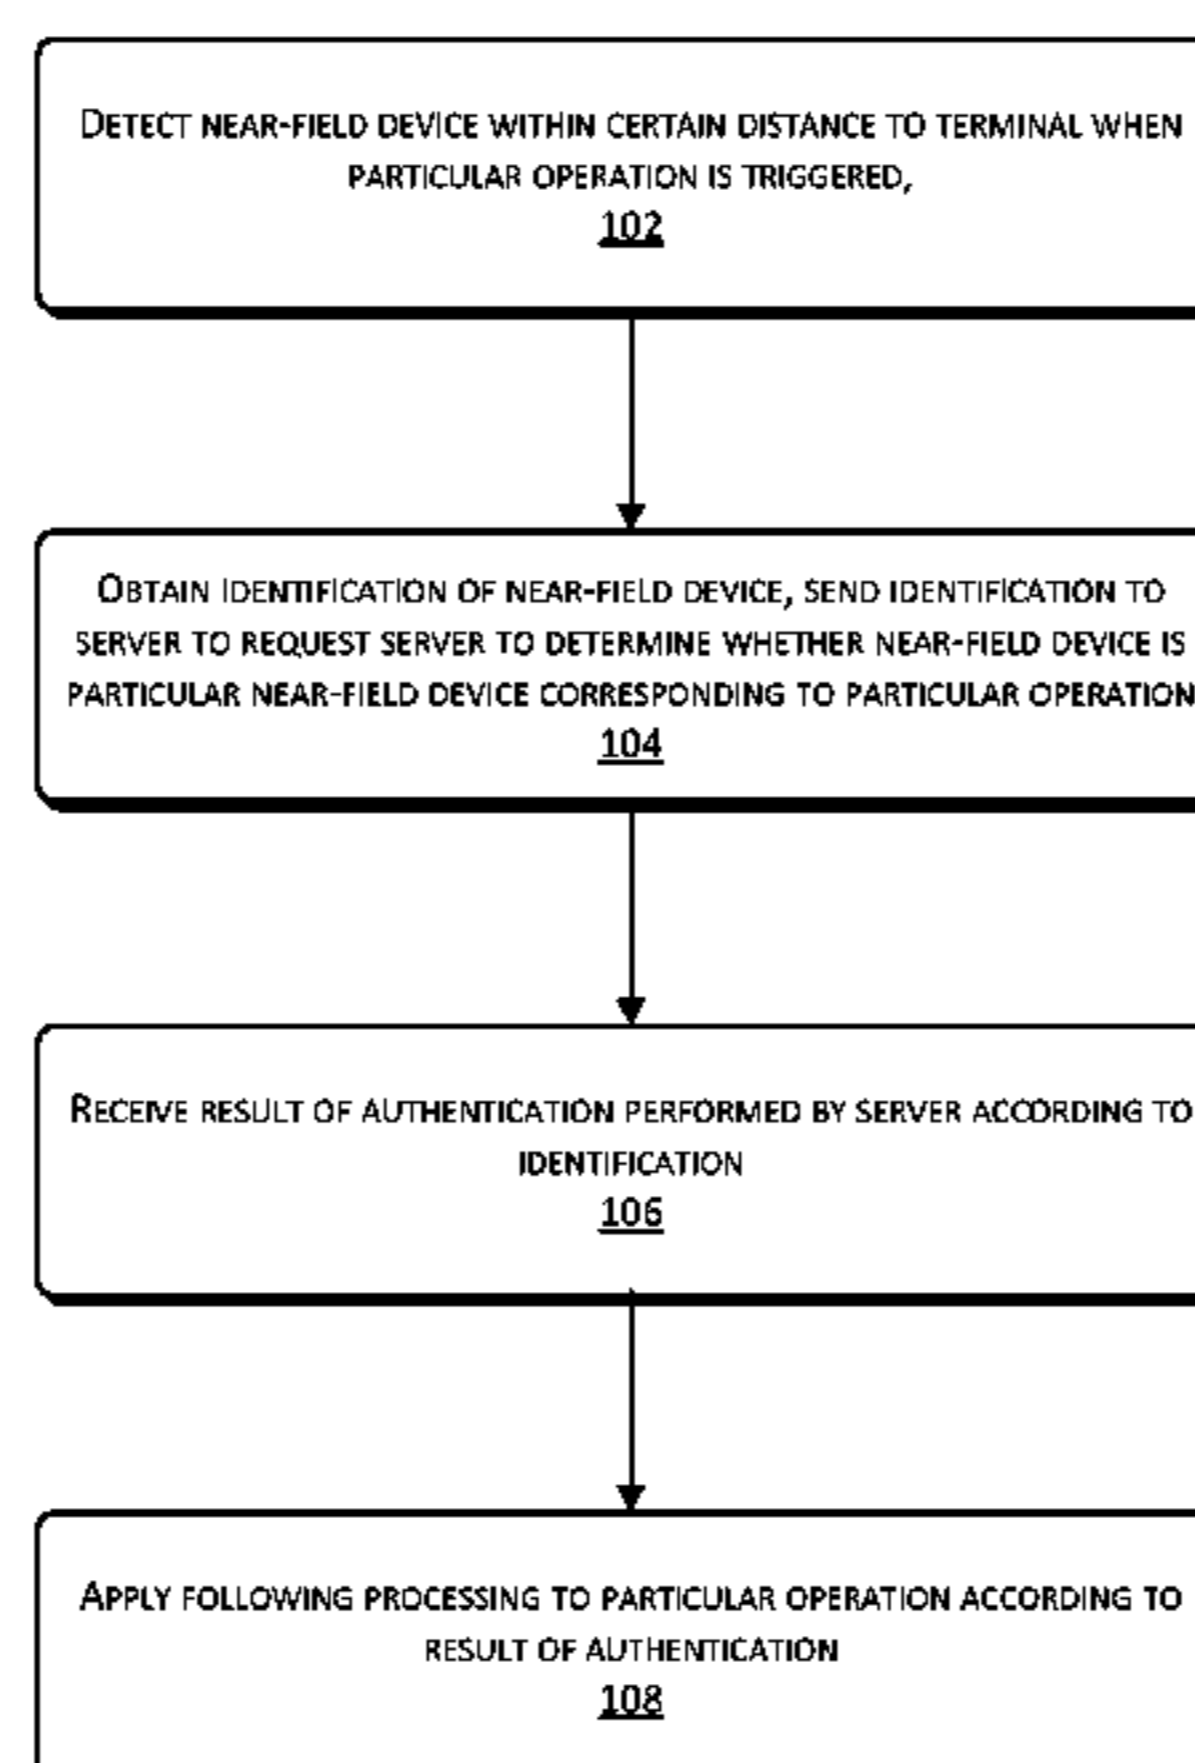 DETECT NEAR-FIELD DEVICE WITHIN CERTAIN DISTANCE TO TERMINAL WHEN
PARTICULAR OPERATION IS TRIGGERED,
102
OBTAIN IDENTIFICATION OF NEAR-FIELD DEVICE, SEND IDENTIFICATION TO
SERVER TO REQUEST SERVER TO DETERMINE WHETHER NEAR-FIELD DEVICE IS
PARTICULAR NEAR-FIELD DEVICE CORRESPONDING TO PARTICULAR OPERATION
104
RECEIVE RESULT OF AUTHENTICATION PERFORMED BY SERVER ACCORDING TO
IDENTIFICATION
106
APPLY FOLLOWING PROCESSING TO PARTICULAR OPERATION ACCORDING TO
RESULT OF AUTHENTICATION
108